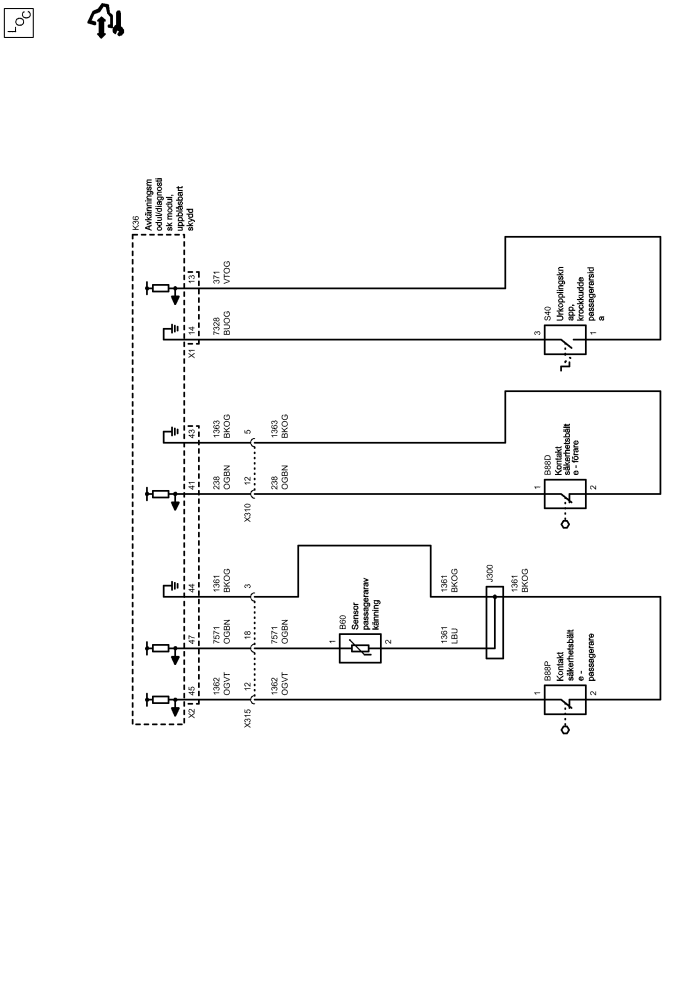 LOC
K36
Avkänningsm
odul/diagnosti
sk modul,
uppblåsbart
skydd
13
371
VTOG
14
7328
BUOG
X1
S40
Urkopplingskn
app,
krockkudde
passagerarsid
a
3
1
43
1363
BKOG
5
1363
BKOG
41
238
OGBN
12
238
OGBN
X310
B88D
Kontakt
säkerhetsbält
e - förare
1
2
44
1361
BKOG
3
1361
BKOG
J300
1361
BKOG
47
7571
OGBN
18
7571
OGBN
B60
Sensor
passagerarav
känning
1
2
1361
LBU
45
1362
OGVT
12
1362
OGVT
X2
X315
B88P
Kontakt
säkerhetsbält
e -
passagerare
1
2